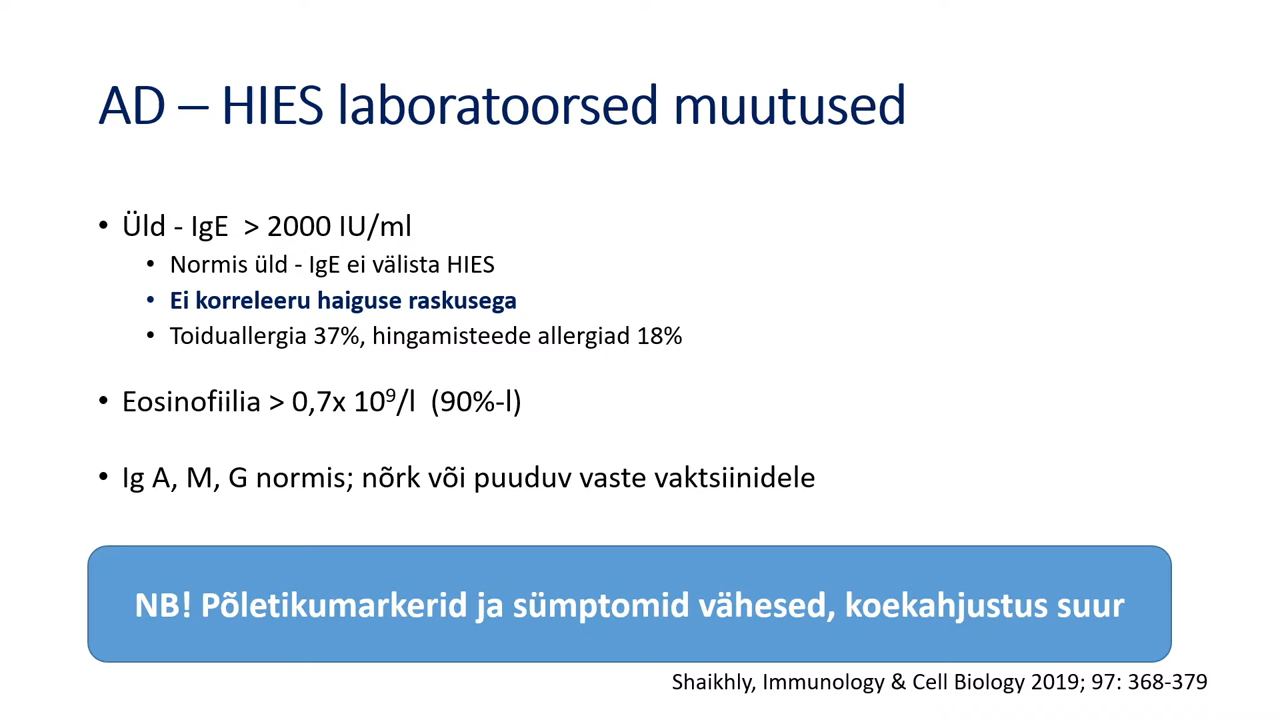 AD – HIES laboratoorsed muutused
• Üld - IgE > 2000 IU/ml
• Normis üld - IgE ei välista HIES
• Ei korreleeru haiguse raskusega
• Toiduallergia 37%, hingamisteede allergiad 18%
• Eosinofiilia > 0,7x 10⁹/l (90%-l)
• Ig A, M, G normis; nõrk või puuduv vaste vaktsiinidele
NB! Põletikumarkerid ja sümptomid vähesed, koekahjustus suur
Shaikhly, Immunology & Cell Biology 2019; 97: 368-379